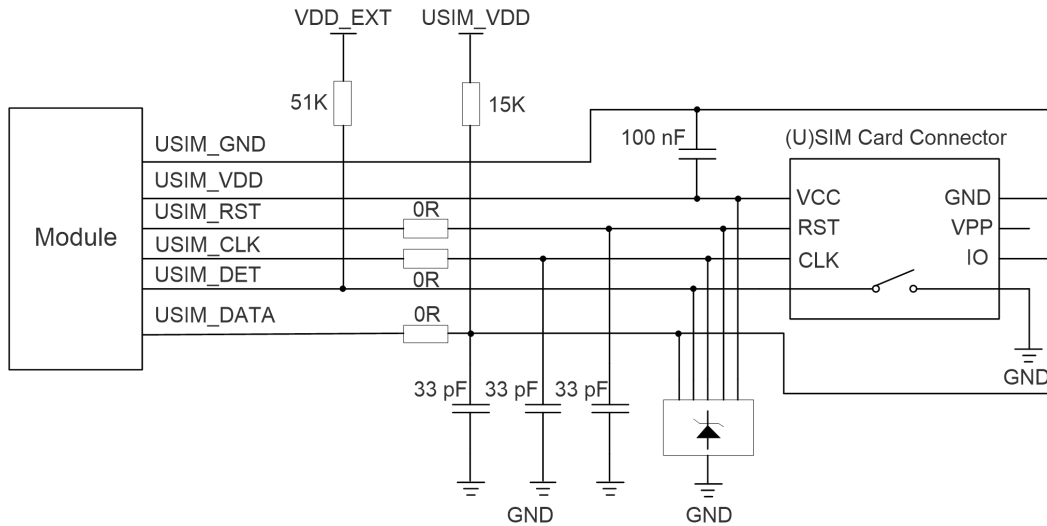 VDD_EXT
USIM_VDD
51K
15K
100 nF
(U)SIM Card Connector
Module
USIM_GND
USIM_VDD
USIM_RST
USIM_CLK
USIM_DET
USIM_DATA
0R
0R
0R
VCC
RST
CLK
GND
VPP
IO
GND
33 pF
33 pF
33 pF
GND
GND